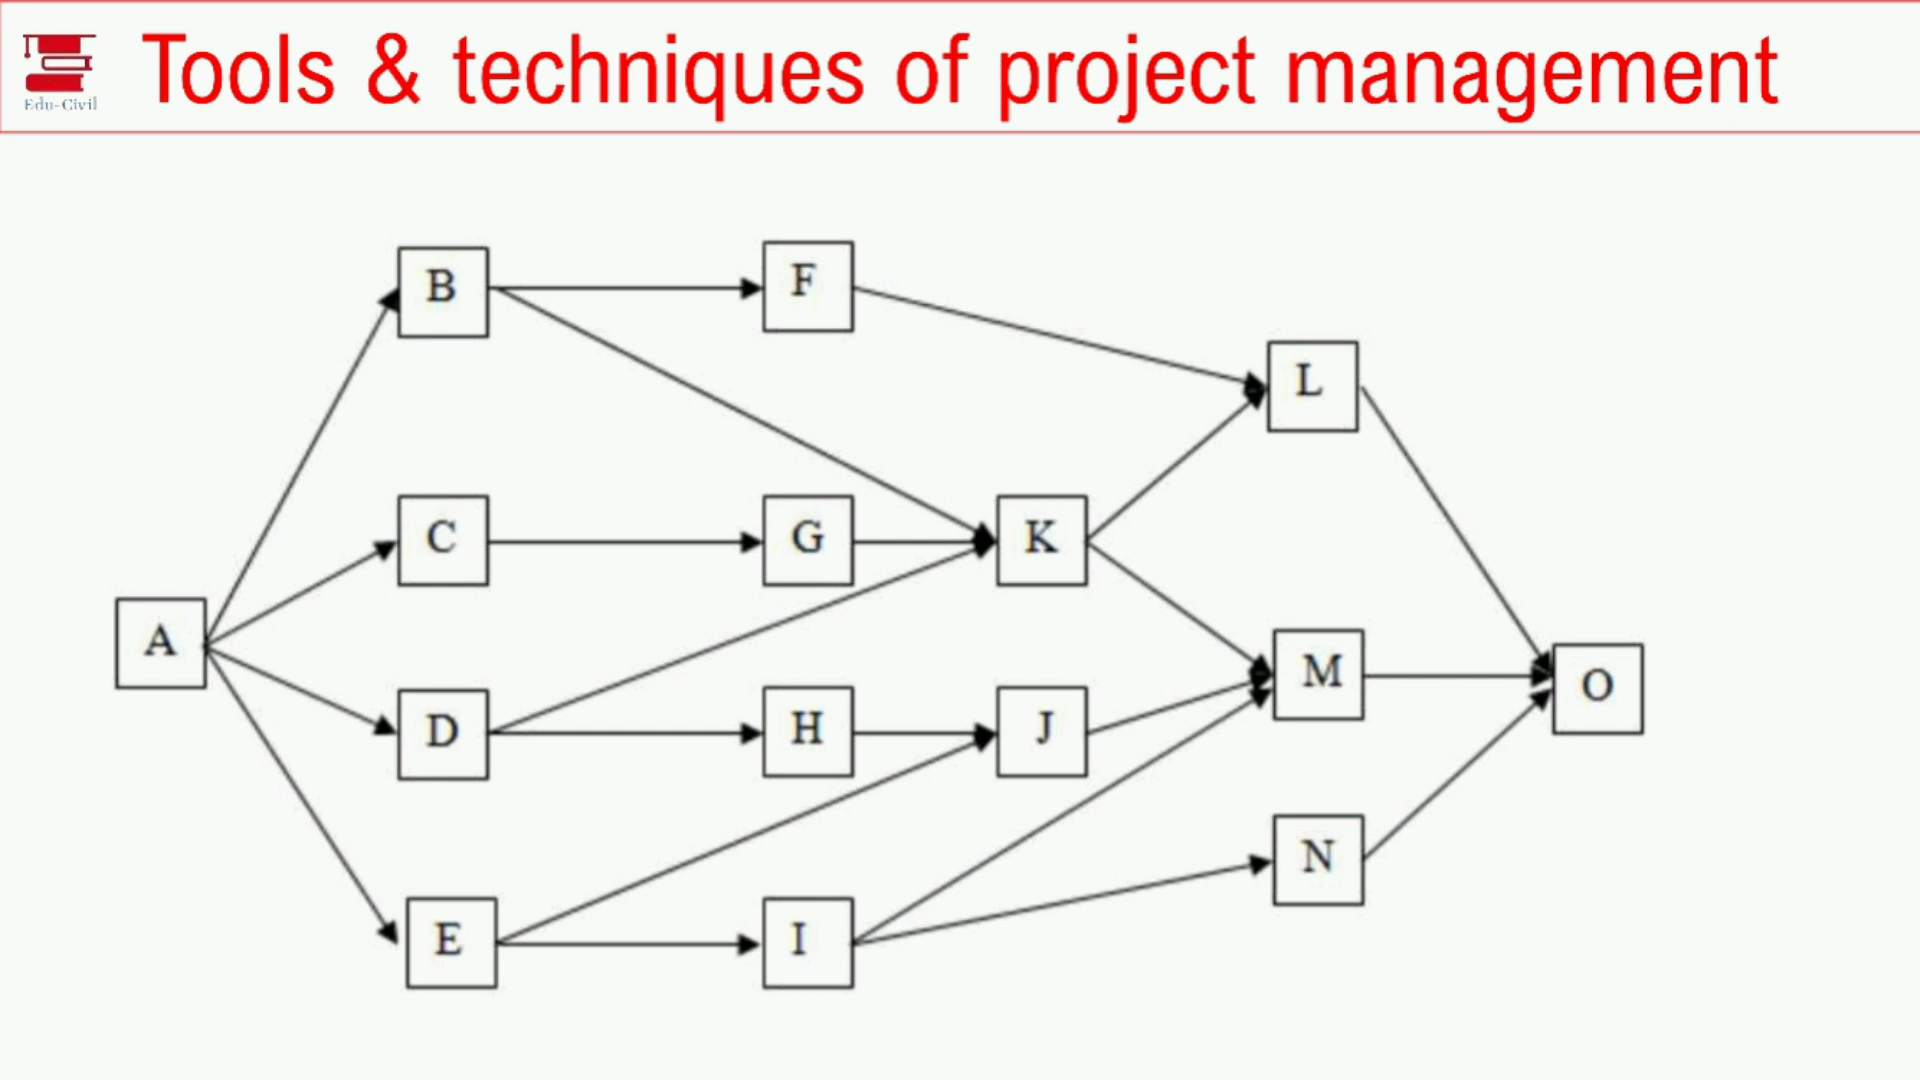 Edu-Civil
Tools & techniques of project management
B
F
L
C
G
K
A
M
O
D
H
J
N
E
I